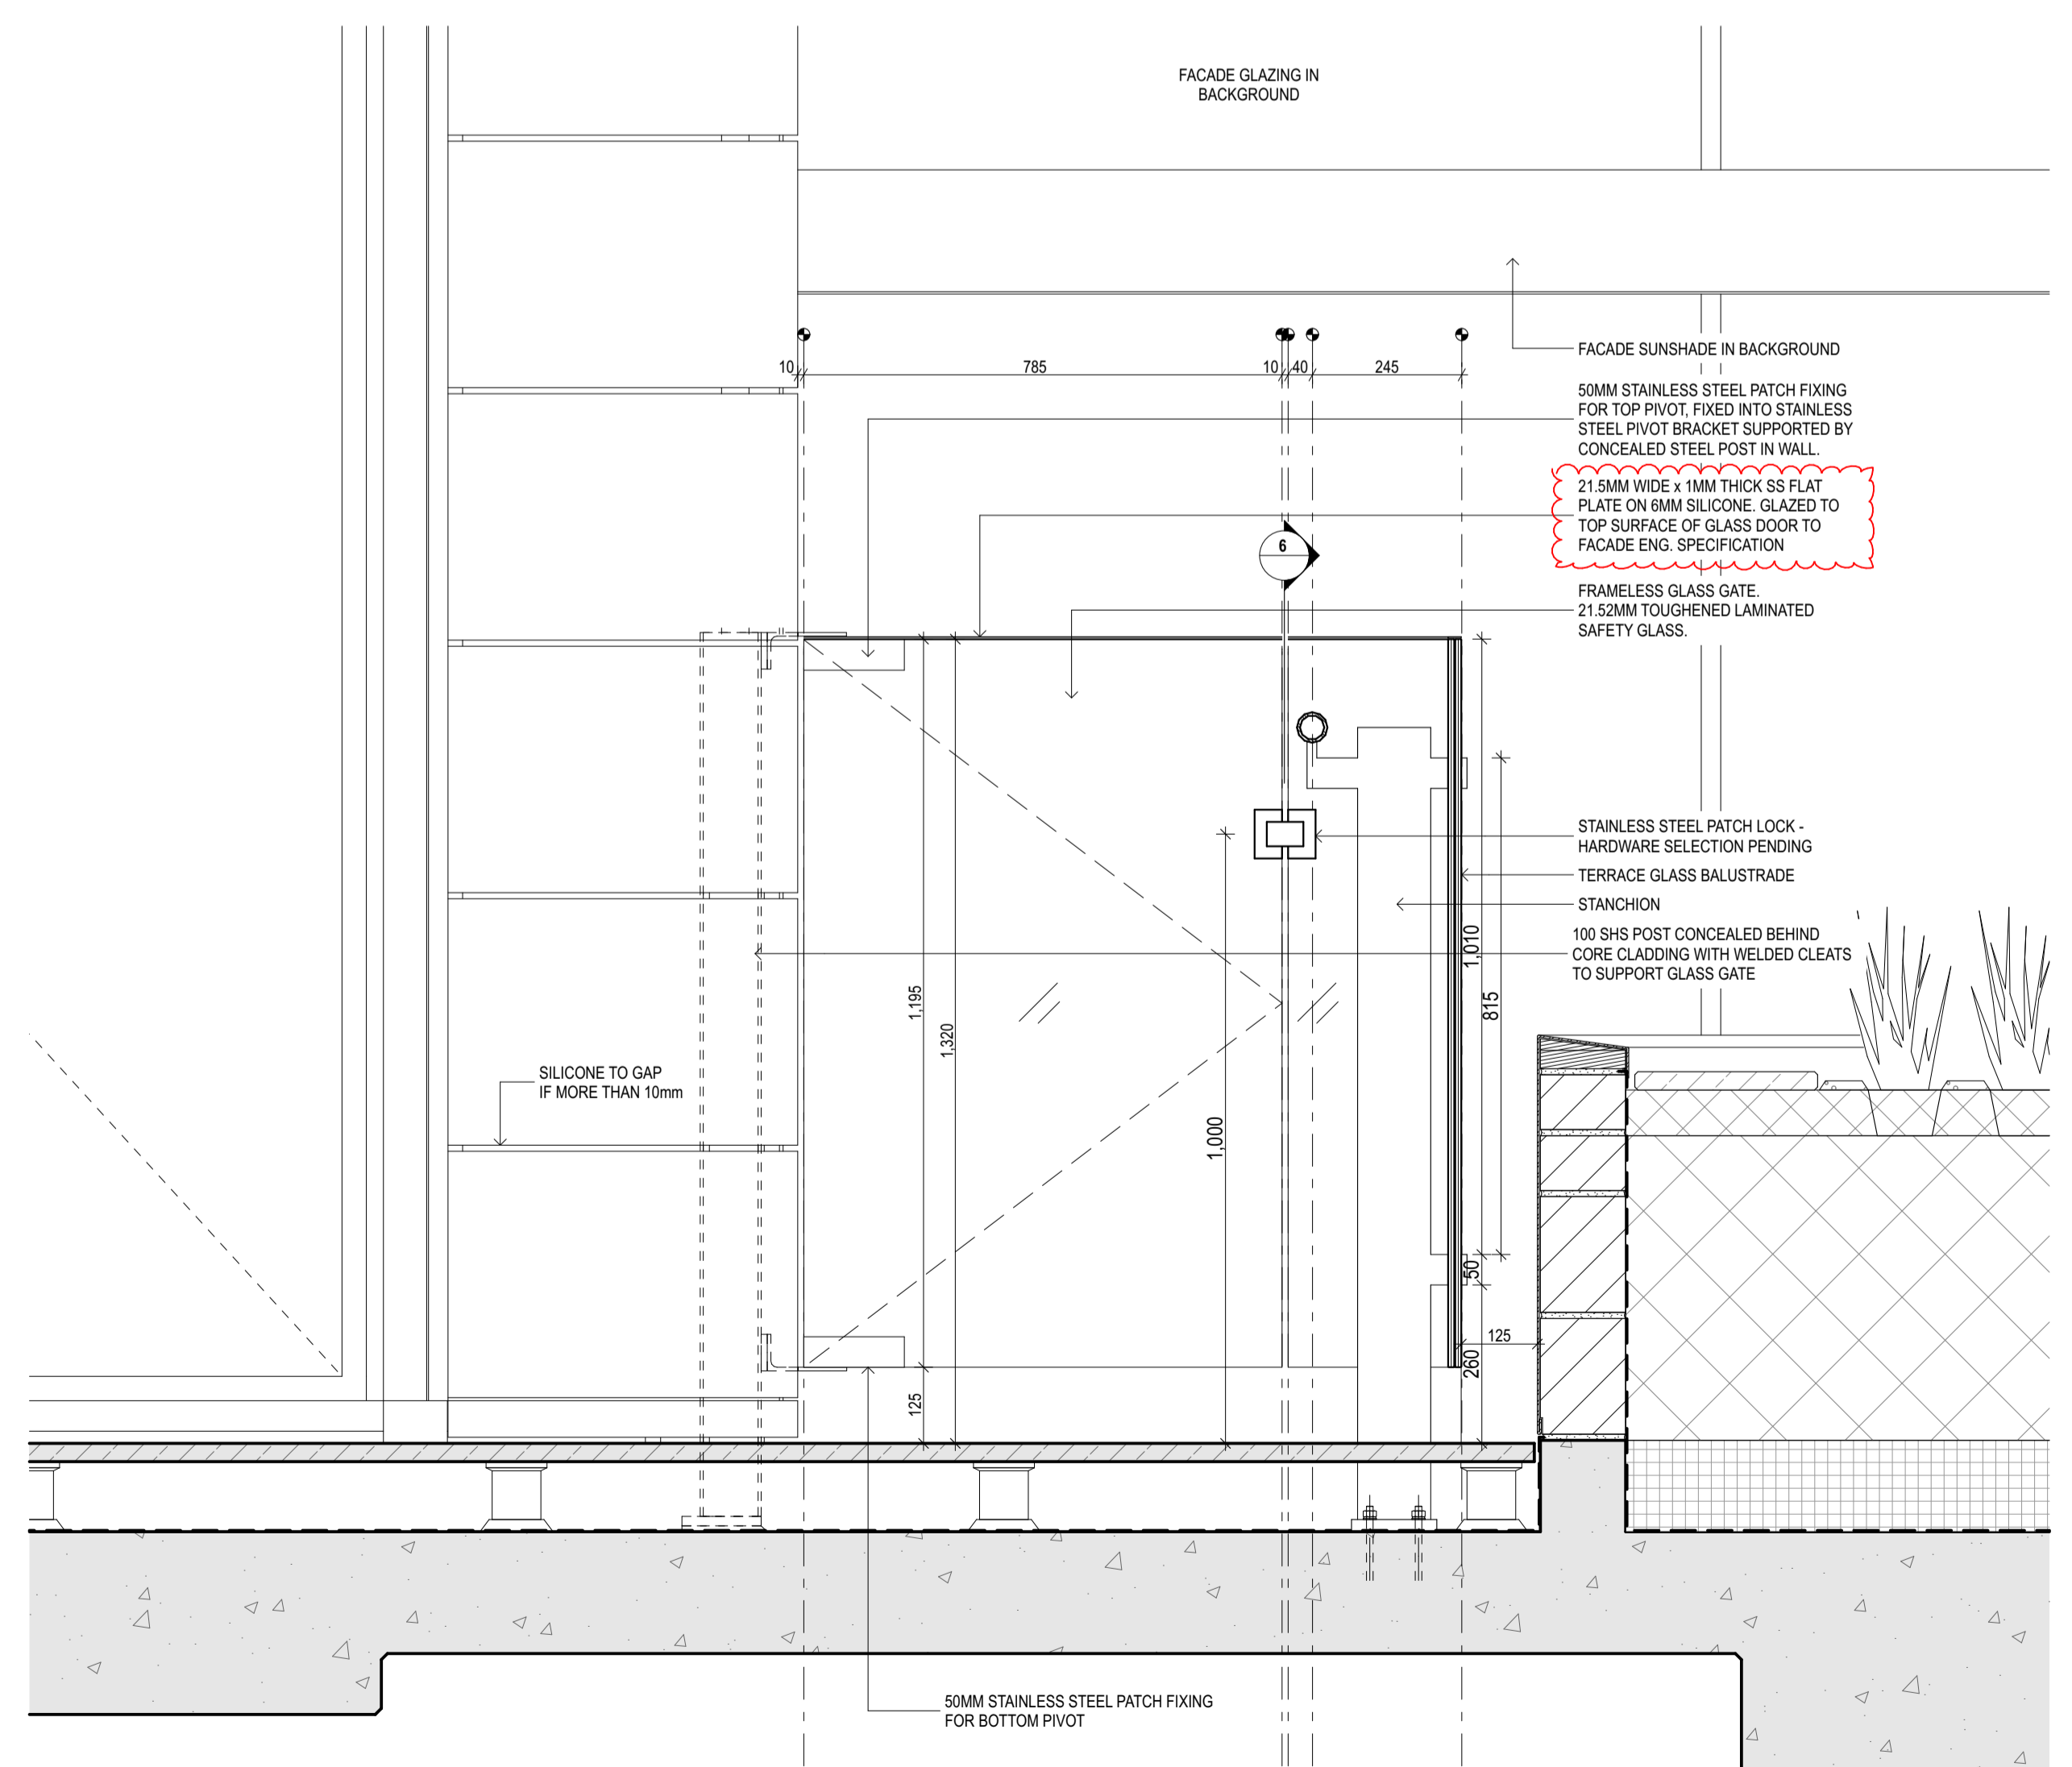 FACADE GLAZING IN
BACKGROUND
10
785
10
40
245
FACADE SUNSHADE IN BACKGROUND
50MM STAINLESS STEEL PATCH FIXING
FOR TOP PIVOT, FIXED INTO STAINLESS
STEEL PIVOT BRACKET SUPPORTED BY
CONCEALED STEEL POST IN WALL.
21.5MM WIDE x 1MM THICK SS FLAT
PLATE ON 6MM SILICONE. GLAZED TO
TOP SURFACE OF GLASS DOOR TO
FACADE ENG. SPECIFICATION
6
FRAMELESS GLASS GATE.
21.52MM TOUGHENED LAMINATED
SAFETY GLASS.
STAINLESS STEEL PATCH LOCK -
HARDWARE SELECTION PENDING
TERRACE GLASS BALUSTRADE
STANCHION
100 SHS POST CONCEALED BEHIND
CORE CLADDING WITH WELDED CLEATS
TO SUPPORT GLASS GATE
1,010
815
1,195
1,320
1,000
SILICONE TO GAP
IF MORE THAN 10mm
50
125
260
125
50MM STAINLESS STEEL PATCH FIXING
FOR BOTTOM PIVOT